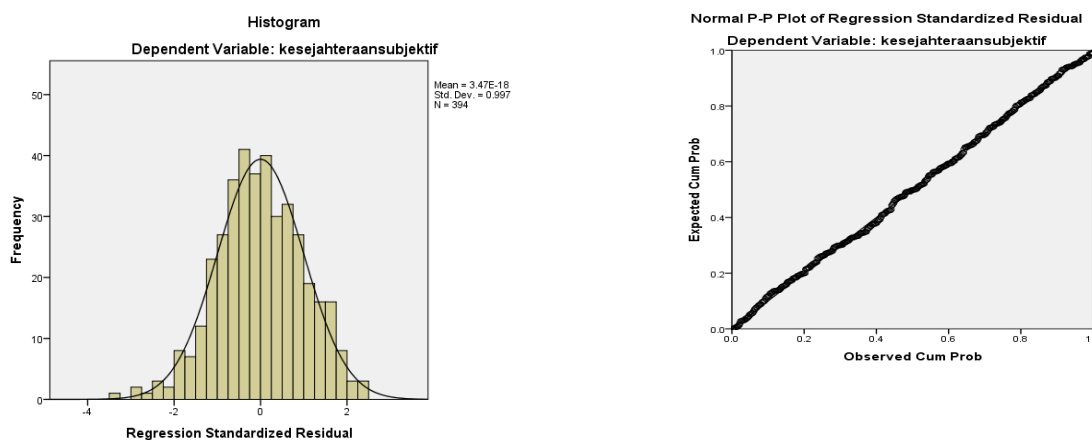 Histogram
Dependent Variable: kesejahteraansubjektif
Mean = 3.47E-18
Std. Dev. = 0.997
N = 394
50
40
30
20
10
0
Frequency
-4
-2
0
2
Regression Standardized Residual
Normal P-P Plot of Regression Standardized Residual
Dependent Variable: kesejahteraansubjektif
1.0
0.8
0.6
0.4
0.2
0.0
Expected Cum Prob
0.0
0.2
0.4
0.6
0.8
1
Observed Cum Prob